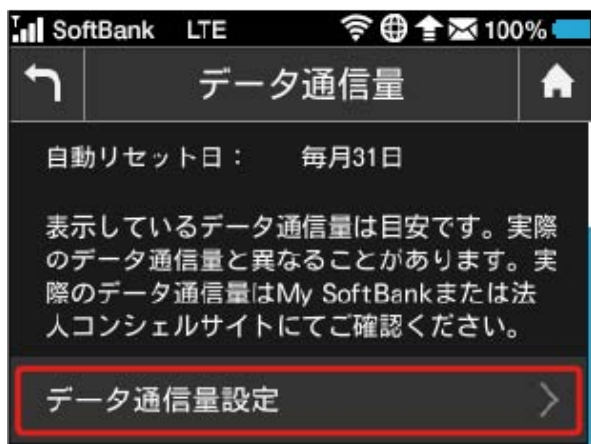 SoftBank LTE 100%
データ通信量
自動リセット日： 毎月31日
表示しているデータ通信量は目安です。実際
のデータ通信量と異なることがあります。実
際のデータ通信量はMy SoftBankまたは法
人コンシェルサイトにてご確認ください。
データ通信量設定